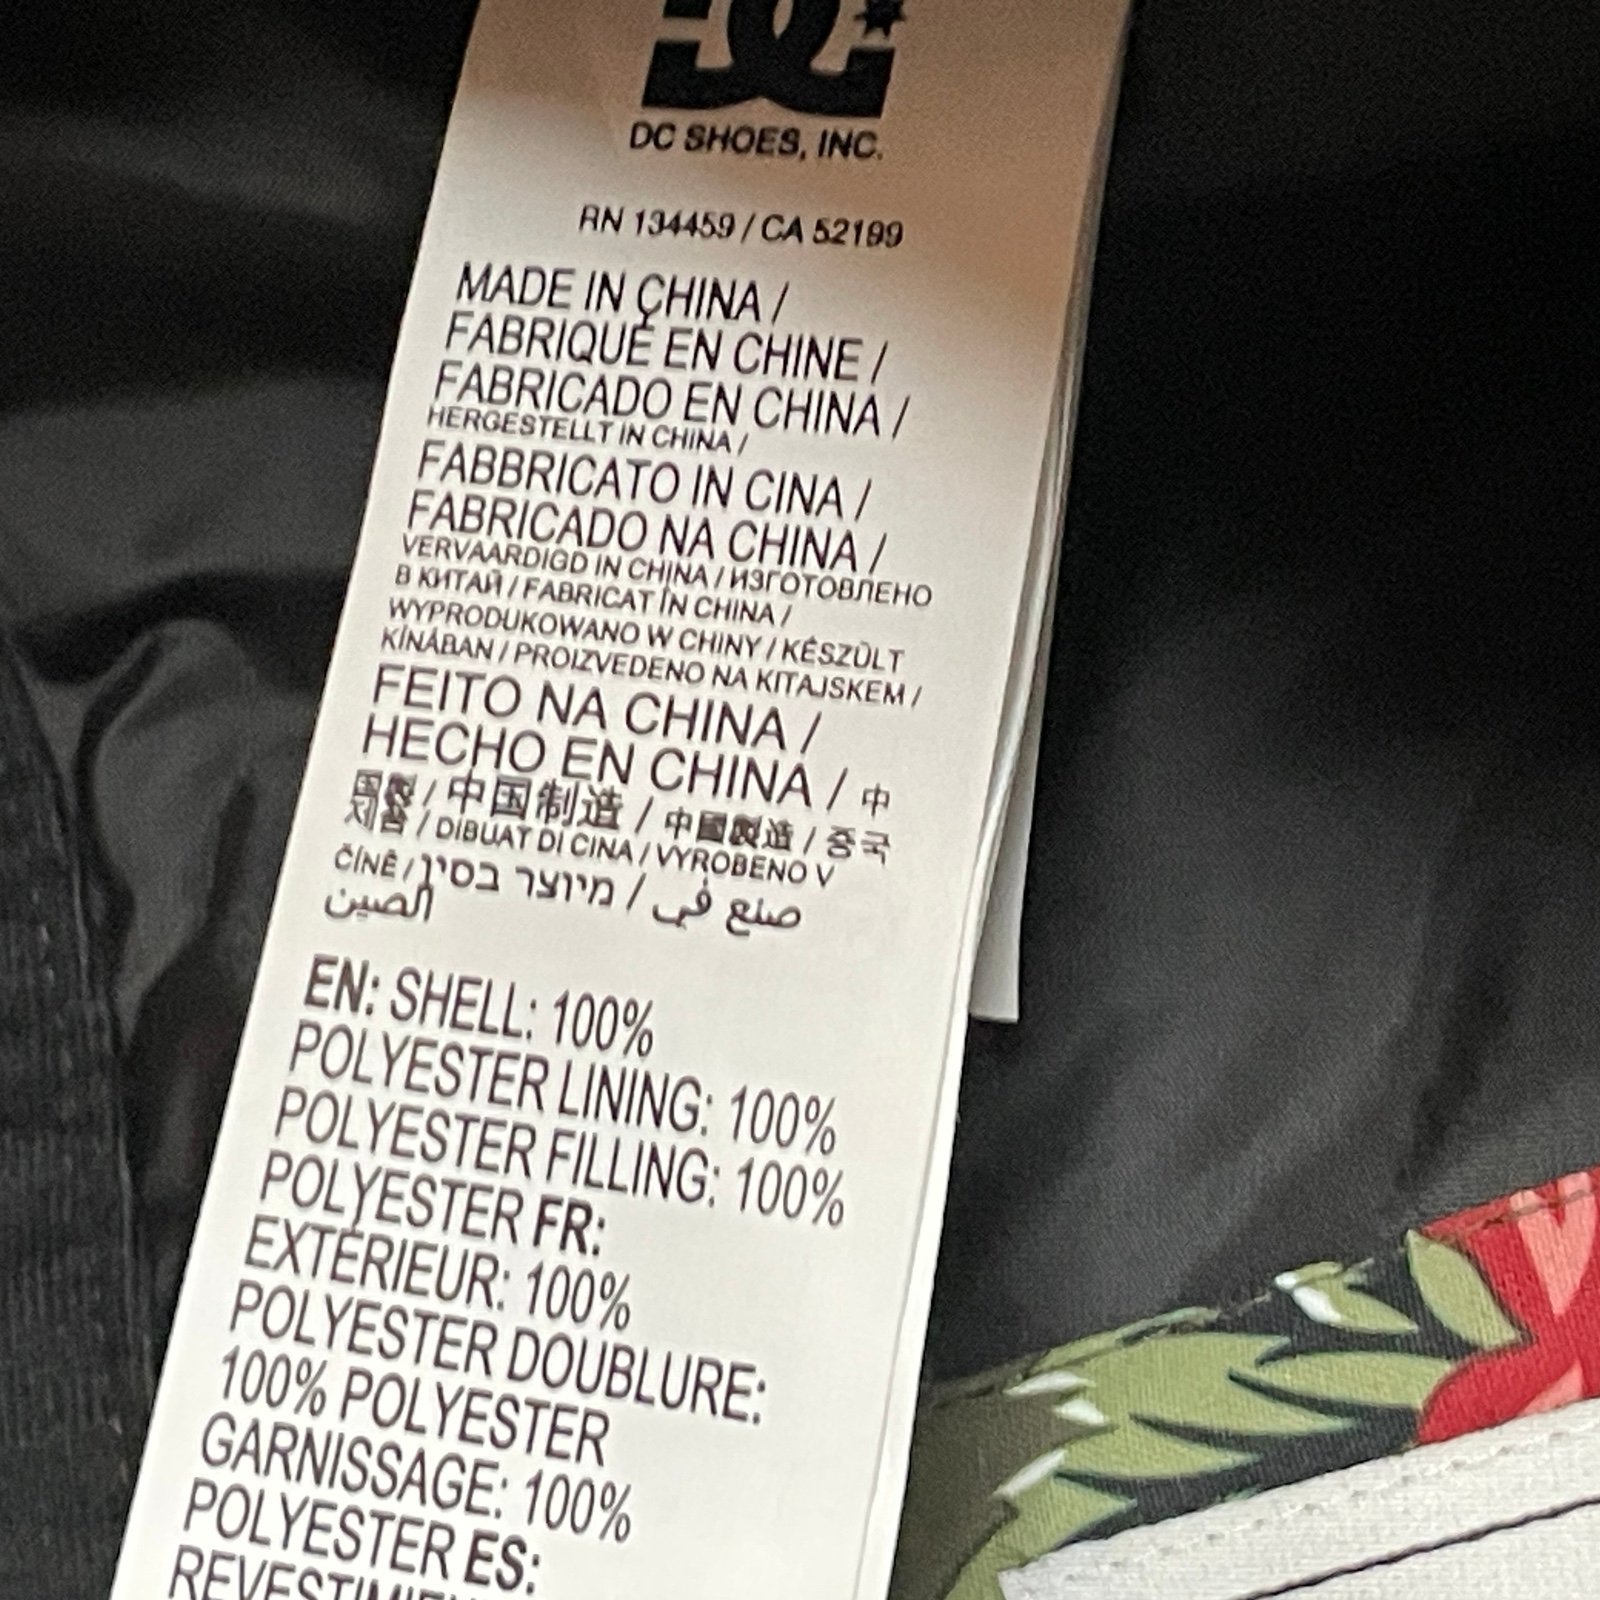 DC SHOES, INC.
RN 134459 / CA 52199
MADE IN CHINA /
FABRIQUÉ EN CHINE /
FABRICADO EN CHINA /
HERGESTELLT IN CHINA /
FABBRICATO IN CINA /
FABRICADO NA CHINA /
VERVAARDIGD IN CHINA / ИЗГОТОВЛЕНО
В КИТАЙ / FABRICAT ÎN CHINA /
WYPRODUKOWANO W CHINY / KÉSZÜLT
KÍNÁBAN / PROIZVEDENO NA KITAJSKEM /
FEITO NA CHINA /
HECHO EN CHINA / 中
国製 / 中国制造 / 中國製造 / 중국
제품 / DIBUAT DI CINA / VYROBENO V
ČÍNĚ / מיוצר בסין / صنع في
الصين
EN: SHELL: 100%
POLYESTER LINING: 100%
POLYESTER FILLING: 100%
POLYESTER FR:
EXTÉRIEUR: 100%
POLYESTER DOUBLURE:
100% POLYESTER
GARNISSAGE: 100%
POLYESTER ES: